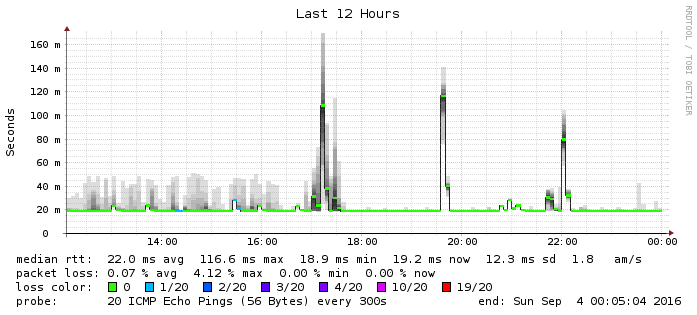 Last 12 Hours
RRDTOOL / TOBI OETIKER
Seconds
160 m
140 m
120 m
100 m
80 m
60 m
40 m
20 m
0
14:00 16:00 18:00 20:00 22:00 00:00
median rtt: 22.0 ms avg 116.6 ms max 18.9 ms min 19.2 ms now 12.3 ms sd 1.8 am/s
packet loss: 0.07 % avg 4.12 % max 0.00 % min 0.00 % now
loss color: 0 1/20 2/20 3/20 4/20 10/20 19/20
probe: 20 ICMP Echo Pings (56 Bytes) every 300s end: Sun Sep 4 00:05:04 2016